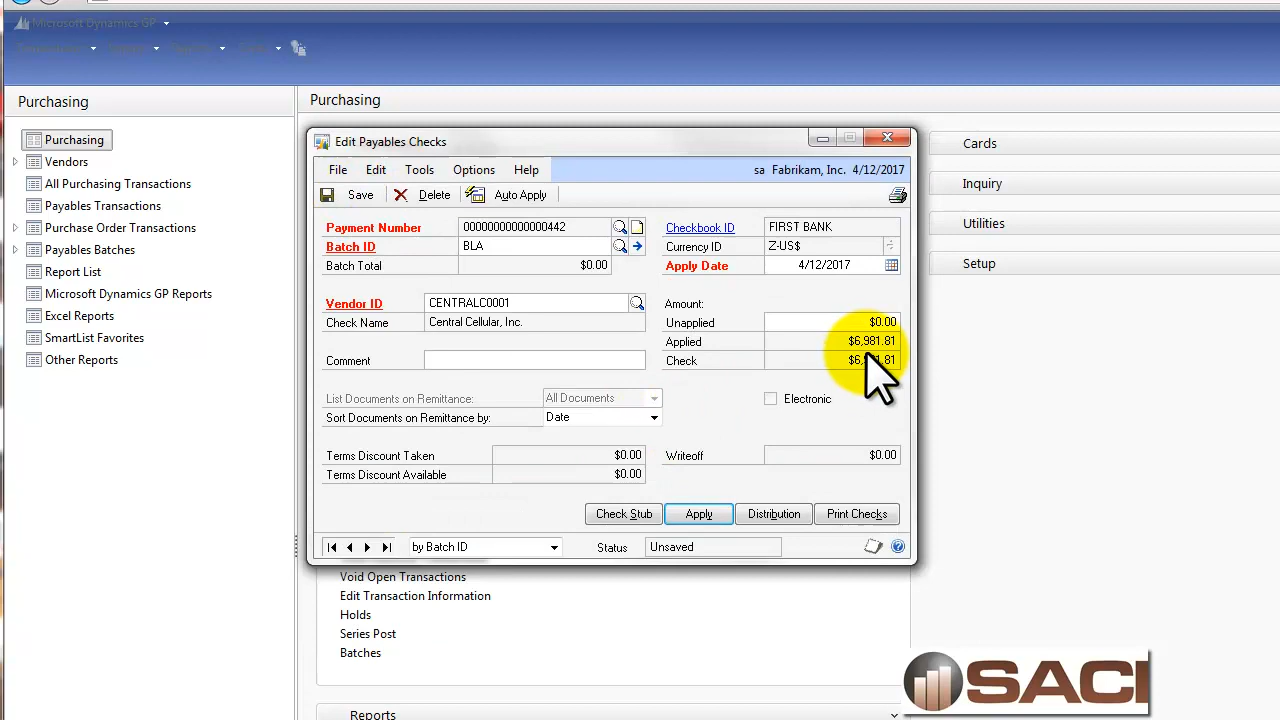 Microsoft Dynamics GP
Purchasing
Purchasing
Purchasing
Vendors
All Purchasing Transactions
Payables Transactions
Purchase Order Transactions
Payables Batches
Report List
Microsoft Dynamics GP Reports
Excel Reports
SmartList Favorites
Other Reports
Cards
Inquiry
Utilities
Setup
Edit Payables Checks
File Edit Tools Options Help sa Fabrikam, Inc. 4/12/2017
Save Delete Auto Apply
Payment Number 00000000000000442 Checkbook ID FIRST BANK
Batch ID BLA Currency ID Z-US$
Batch Total $0.00 Apply Date 4/12/2017
Vendor ID CENTRALC0001 Amount:
Check Name Central Cellular, Inc. Unapplied $0.00
Applied $6,981.81
Comment Check
List Documents on Remittance: All Documents Electronic
Sort Documents on Remittance by: Date
Terms Discount Taken $0.00 Writeoff $0.00
Terms Discount Available $0.00
Check Stub Apply Distribution Print Checks
by Batch ID Status Unsaved
Void Open Transactions
Edit Transaction Information
Holds
Series Post
Batches
Reports
SACI